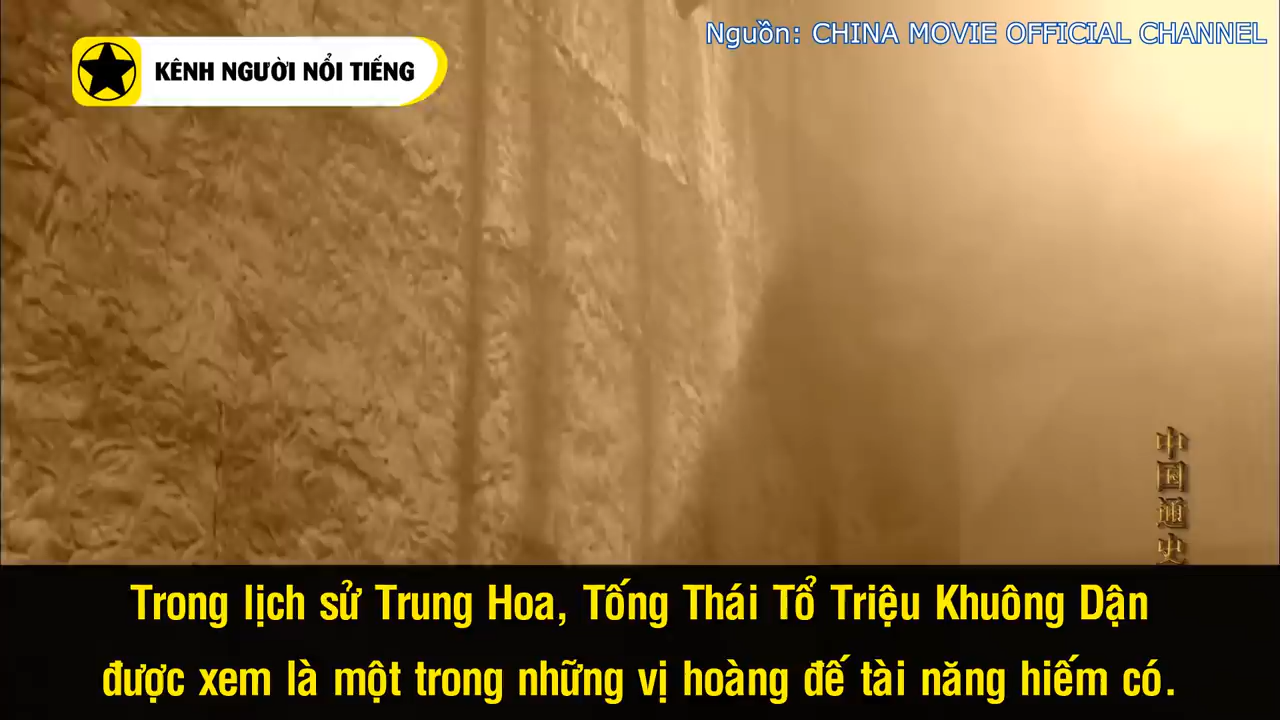 Nguồn: CHINA MOVIE OFFICIAL CHANNEL
KÊNH NGƯỜI NỔI TIẾNG
中国通史
Trong lịch sử Trung Hoa, Tống Thái Tổ Triệu Khuông Dận
được xem là một trong những vị hoàng đế tài năng hiếm có.